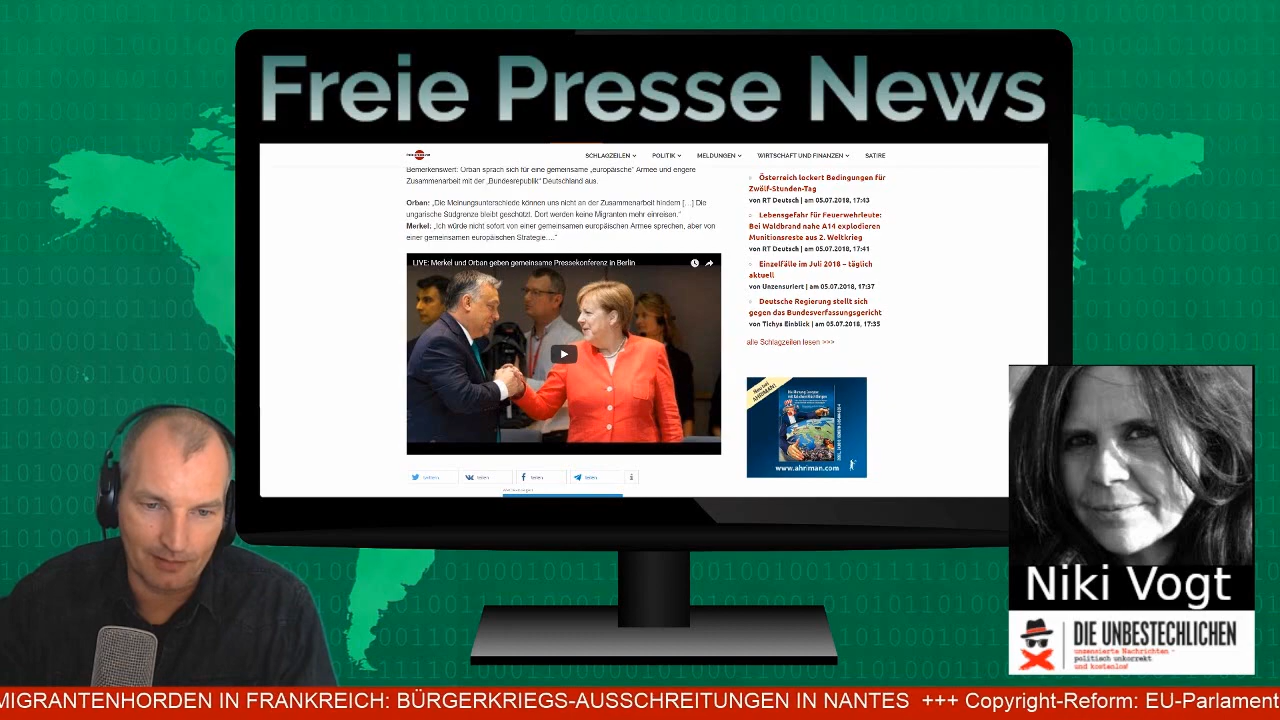 Freie Presse News
SCHLAGZEILEN
POLITIK
MELDUNGEN
WIRTSCHAFT UND FINANZEN
SATIRE
Bemerkenswert: Orban sprach sich für eine gemeinsame „europäische“ Armee und engere
Zusammenarbeit mit der „Bundesrepublik“ Deutschland aus.
Orban: „Die Meinungsunterschiede können uns nicht an der Zusammenarbeit hindern […] Die
ungarische Südgrenze bleibt geschützt. Dort werden keine Migranten mehr einreisen.“
Merkel: „Ich würde nicht sofort von einer gemeinsamen europäischen Armee sprechen, aber von
einer gemeinsamen europäischen Strategie….“
LIVE: Merkel und Orban geben gemeinsame Pressekonferenz in Berlin
twittern
teilen
teilen
teilen
Österreich lockert Bedingungen für
Zwölf-Stunden-Tag
von RT Deutsch | am 05.07.2018, 17:43
Lebensgefahr für Feuerwehrleute:
Bei Waldbrand nahe A14 explodieren
Munitionsreste aus 2. Weltkrieg
von RT Deutsch | am 05.07.2018, 17:41
Einzelfälle im Juli 2018 – täglich
aktuell
von Unzensuriert | am 05.07.2018, 17:37
Deutsche Regierung stellt sich
gegen das Bundesverfassungsgericht
von Tichys Einblick | am 05.07.2018, 17:35
alle Schlagzeilen lesen >>>
Neu bei
AHRIMAN!
www.ahriman.com
Niki Vogt
DIE UNBESTECHLICHEN
unzensierte Nachrichten -
politisch unkorrekt
und kostenlos!
MIGRANTENHORDEN IN FRANKREICH: BÜRGERKRIEGS-AUSSCHREITUNGEN IN NANTES +++ Copyright-Reform: EU-Parlament